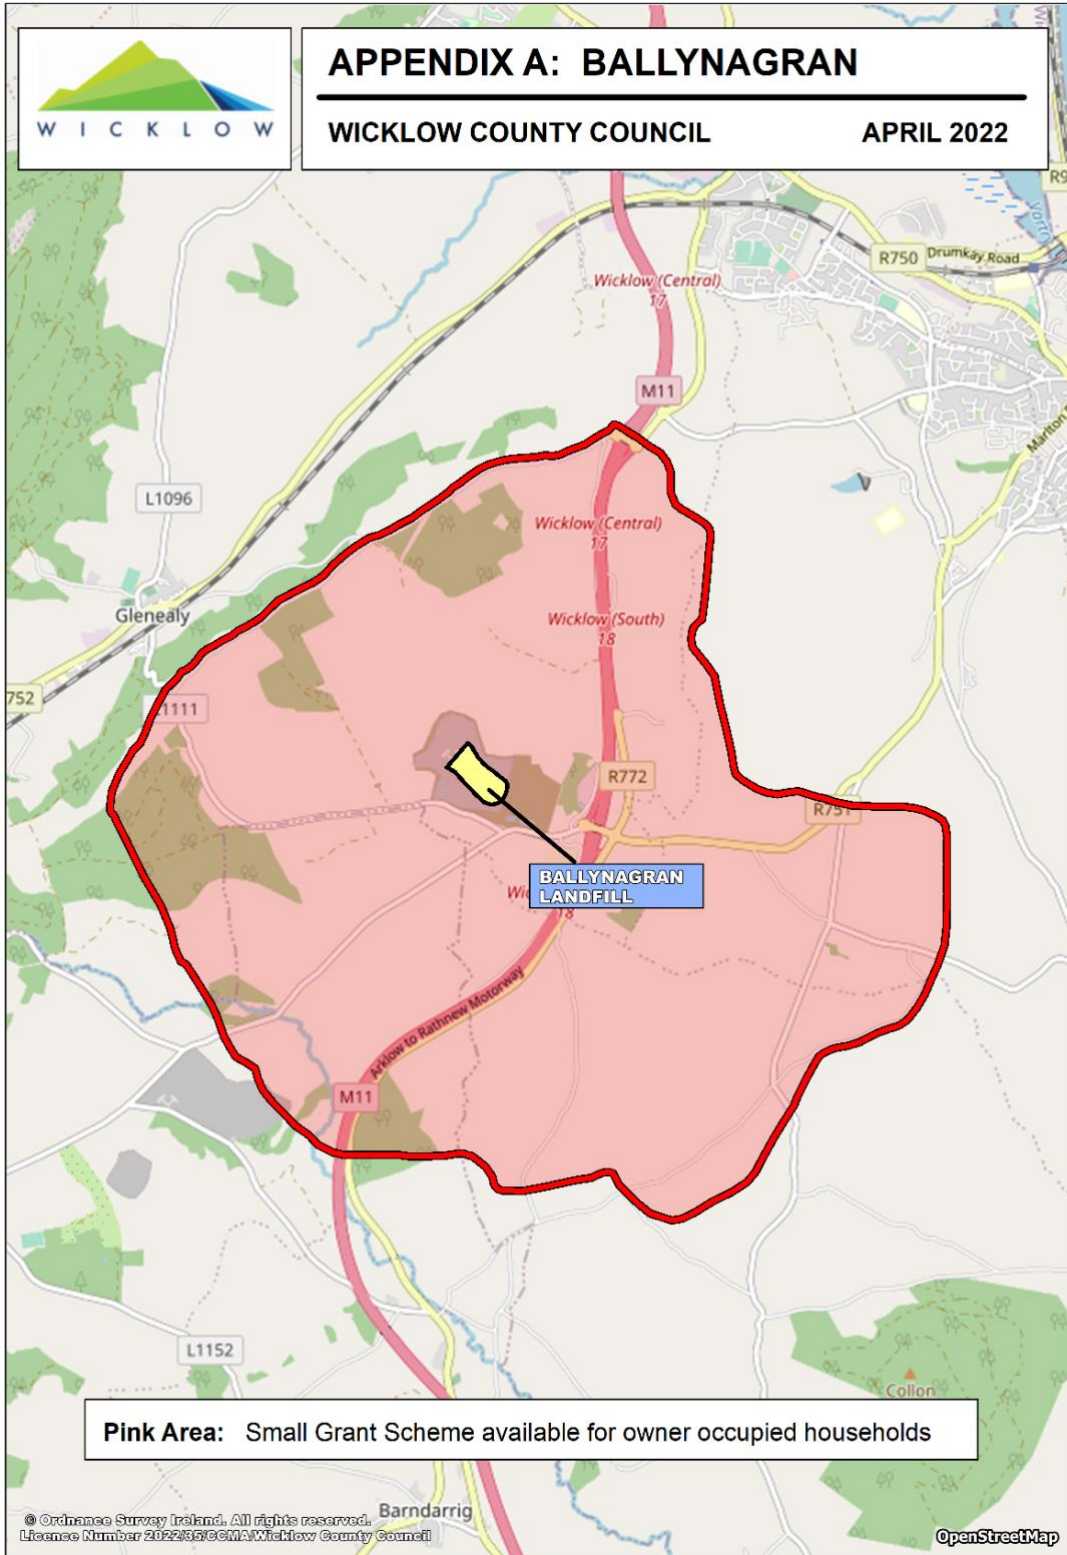 WICKLOW
APPENDIX A: BALLYNAGRAN
WICKLOW COUNTY COUNCIL
APRIL 2022
R750
Drumkay Road
Wicklow (Central)
17
M11
Marlton
L1096
Wicklow (Central)
17
Glenealy
Wicklow (South)
18
752
L1111
R772
R751
BALLYNAGRAN
LANDFILL
18
Arklow to Rathnew Motorway
M11
L1152
Collon
Pink Area: Small Grant Scheme available for owner occupied households
Barndarrig
© Ordnance Survey Ireland. All rights reserved.
Licence Number 2022/35/CCMA/Wicklow County Council
OpenStreetMap